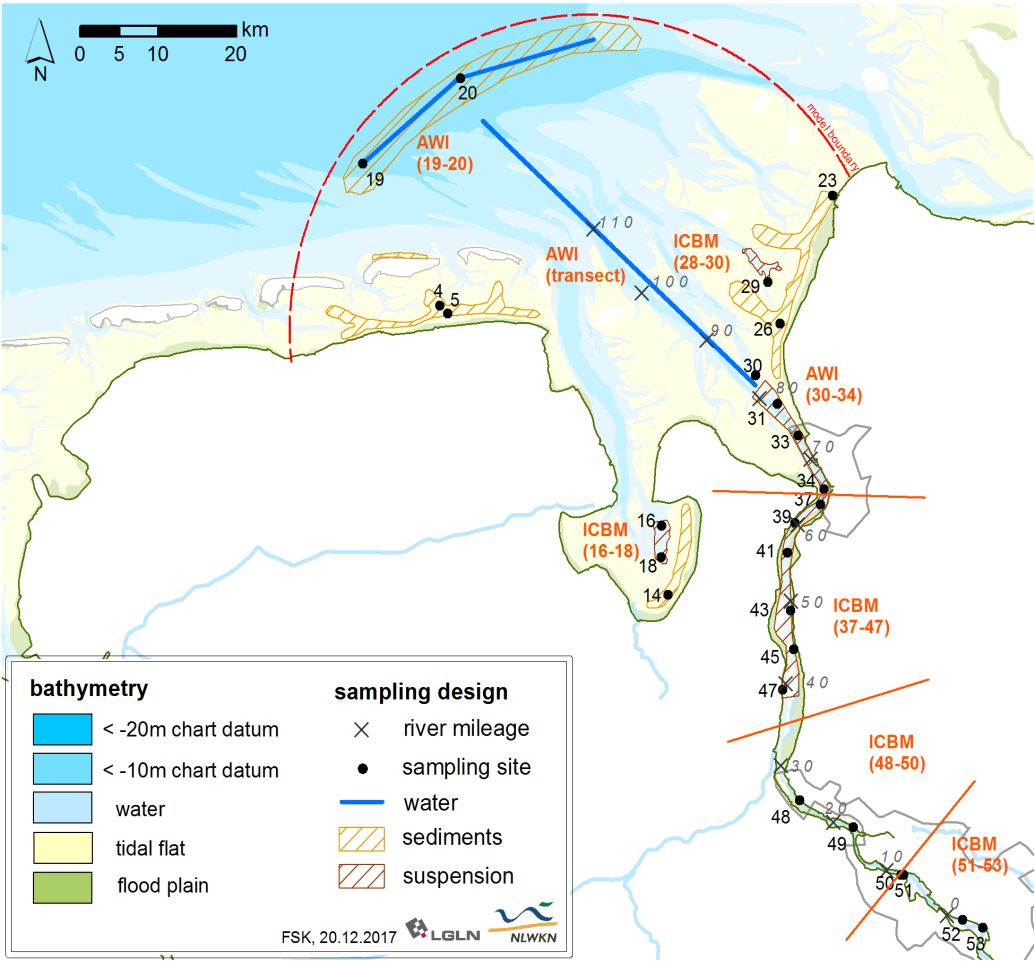 km
0 5 10 20
N
model boundary
20
AWI
(19-20)
19
23
110
ICBM
(28-30)
AWI
(transect)
29
100
4
5
26
90
30
AWI
(30-34)
80
31
33
70
34
37
39
60
16
ICBM
(16-18)
18
41
14
43
50
ICBM
(37-47)
45
47
40
ICBM
(48-50)
30
48
20
49
ICBM
(51-53)
10
50
51
0
52
53
bathymetry
< -20m chart datum
< -10m chart datum
water
tidal flat
flood plain
sampling design
river mileage
sampling site
water
sediments
suspension
FSK, 20.12.2017
LGLN
NLWKN